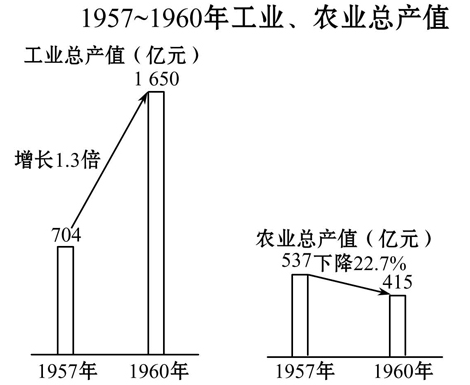 1957~1960年工业、农业总产值
工业总产值（亿元）
1 650
增长1.3倍
704
1957年 1960年
农业总产值（亿元）
537下降22.7%
415
1957年 1960年